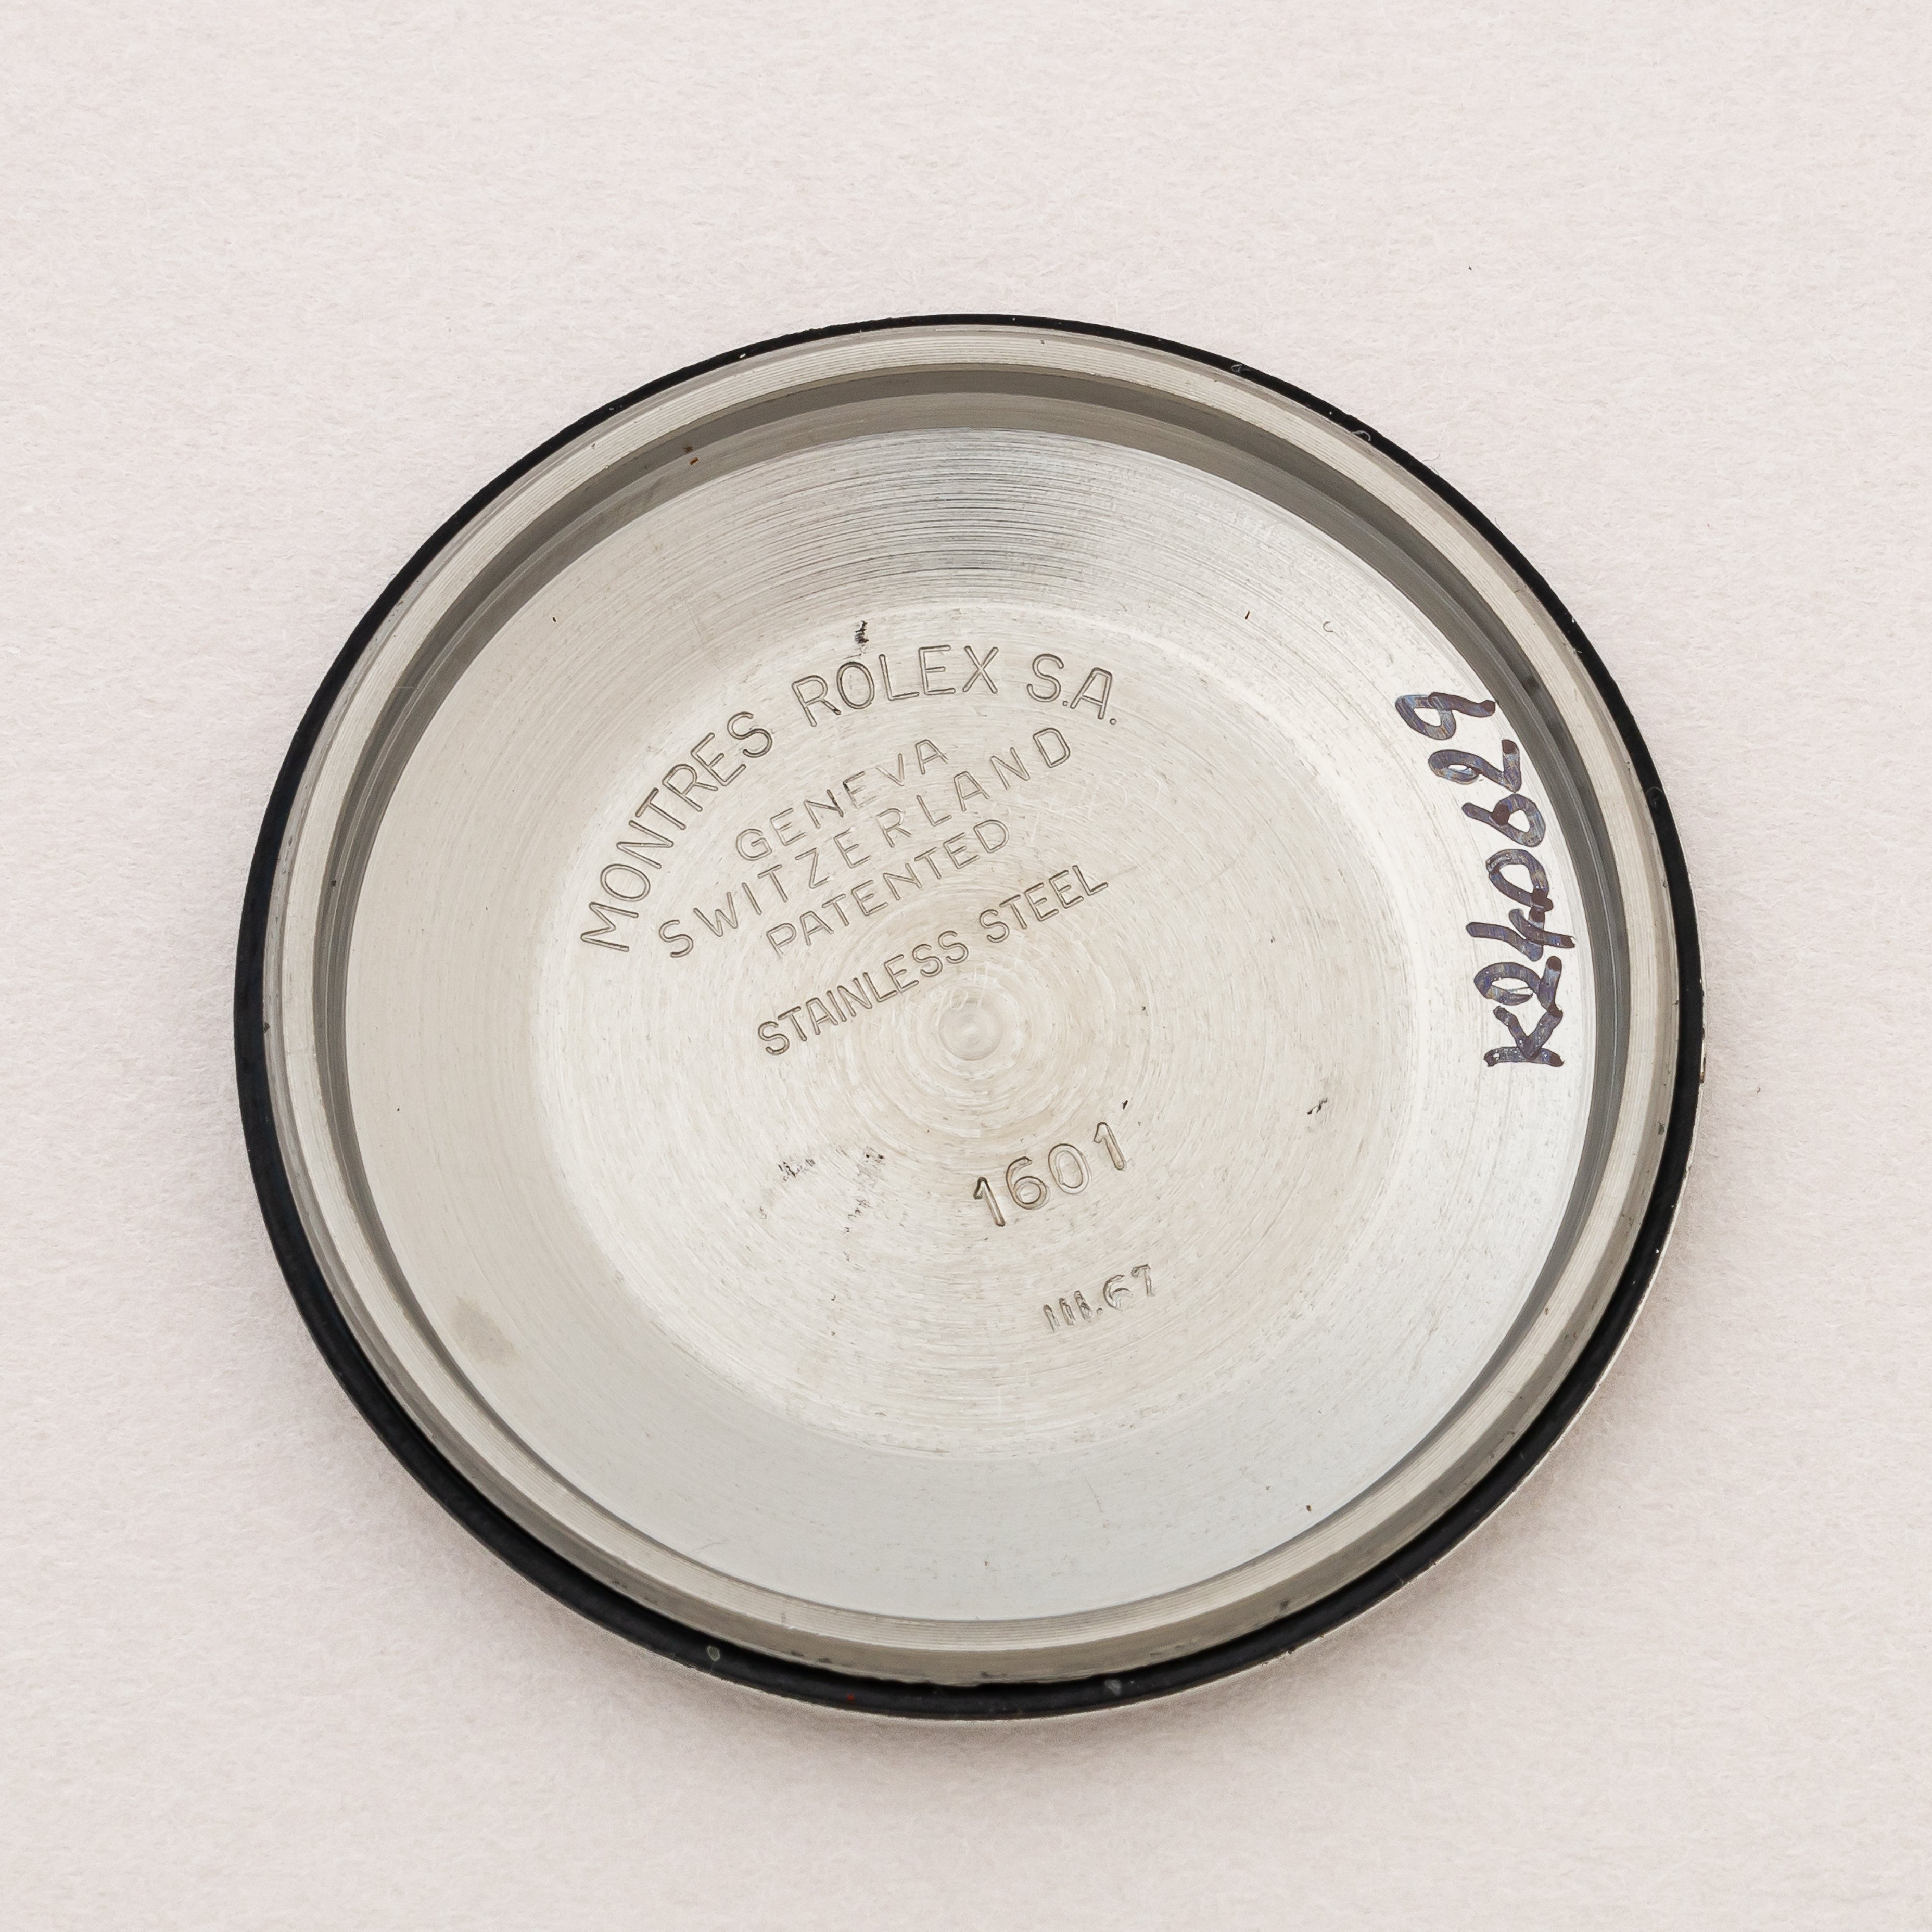 MONTRES ROLEX S.A.
GENEVA
SWITZERLAND
PATENTED
STAINLESS STEEL
1601
III.67
K240629